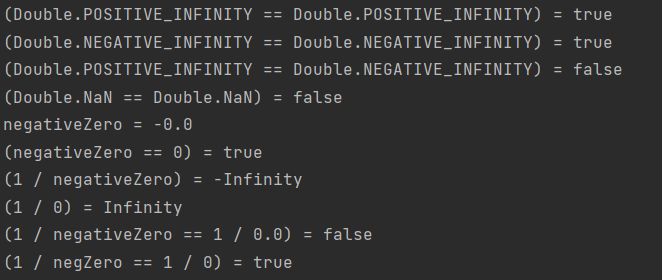 (Double.POSITIVE_INFINITY == Double.POSITIVE_INFINITY) = true
(Double.NEGATIVE_INFINITY == Double.NEGATIVE_INFINITY) = true
(Double.POSITIVE_INFINITY == Double.NEGATIVE_INFINITY) = false
(Double.NaN == Double.NaN) = false
negativeZero = -0.0
(negativeZero == 0) = true
(1 / negativeZero) = -Infinity
(1 / 0) = Infinity
(1 / negativeZero == 1 / 0.0) = false
(1 / negZero == 1 / 0) = true